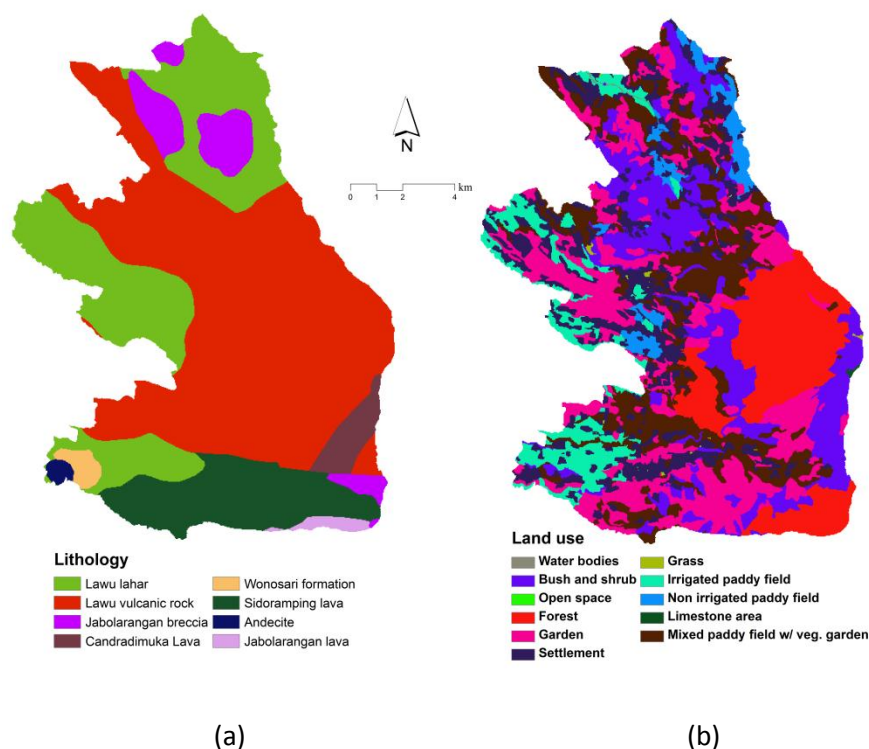 N
km
0 1 2 4
Lithology
Lawu lahar
Lawu vulcanic rock
Jabolarangan breccia
Candradimuka Lava
Wonosari formation
Sidoramping lava
Andecite
Jabolarangan lava
Land use
Water bodies
Bush and shrub
Open space
Forest
Garden
Settlement
Grass
Irrigated paddy field
Non irrigated paddy field
Limestone area
Mixed paddy field w/ veg. garden
(a)
(b)